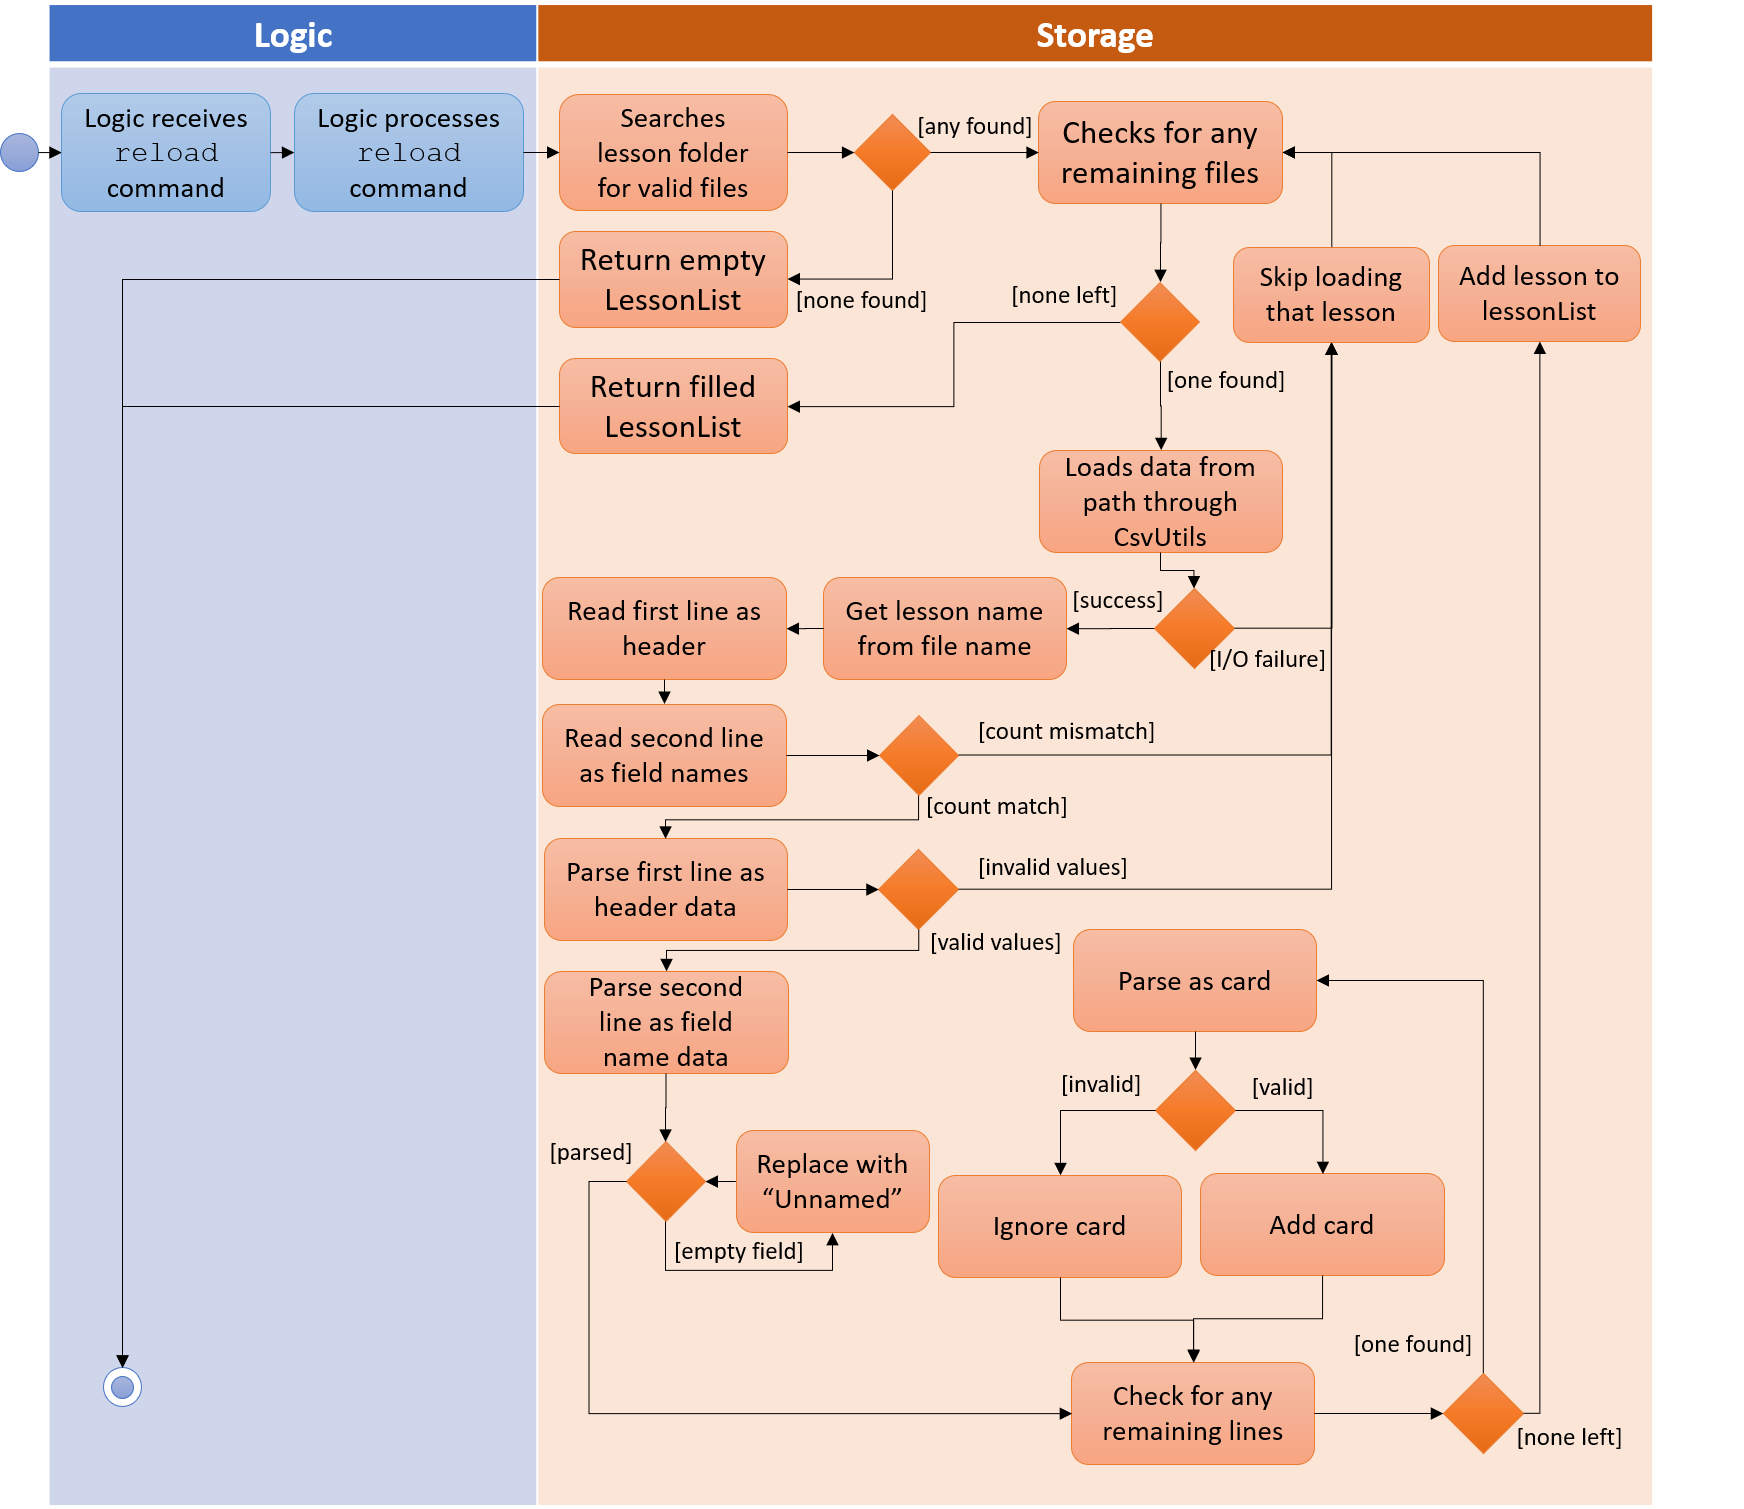 Logic
Storage
Logic receives
reload
command
Logic processes
reload
command
Searches
lesson folder
for valid files
[any found]
Checks for any
remaining files
Return empty
LessonList
[none found]
[none left]
Skip loading
that lesson
Add lesson to
lessonList
Return filled
LessonList
[one found]
Loads data from
path through
CsvUtils
Read first line as
header
Get lesson name
from file name
[success]
[I/O failure]
Read second line
as field names
[count mismatch]
[count match]
Parse first line as
header data
[invalid values]
[valid values]
Parse second
line as field
name data
Parse as card
[invalid]
[valid]
[parsed]
Replace with
“Unnamed”
[empty field]
Ignore card
Add card
[one found]
Check for any
remaining lines
[none left]